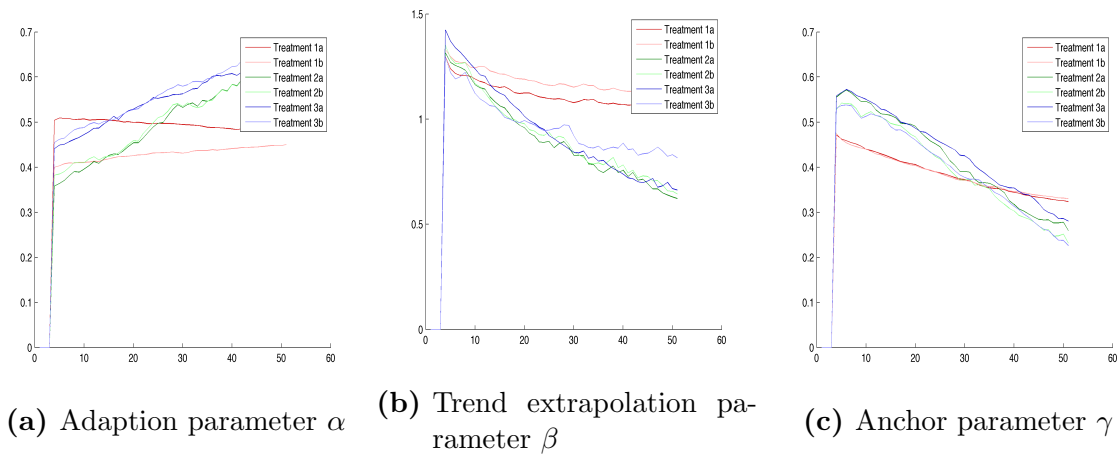 0.7
0.6
0.5
0.4
0.3
0.2
0.1
0
0 10 20 30 40 50 60
Treatment 1a
Treatment 1b
Treatment 2a
Treatment 2b
Treatment 3a
Treatment 3b
(a) Adaption parameter α
1.5
1
0.5
0
0 10 20 30 40 50 60
Treatment 1a
Treatment 1b
Treatment 2a
Treatment 2b
Treatment 3a
Treatment 3b
(b) Trend extrapolation pa-
rameter β
0.7
0.6
0.5
0.4
0.3
0.2
0.1
0
0 10 20 30 40 50 60
Treatment 1a
Treatment 1b
Treatment 2a
Treatment 2b
Treatment 3a
Treatment 3b
(c) Anchor parameter γ